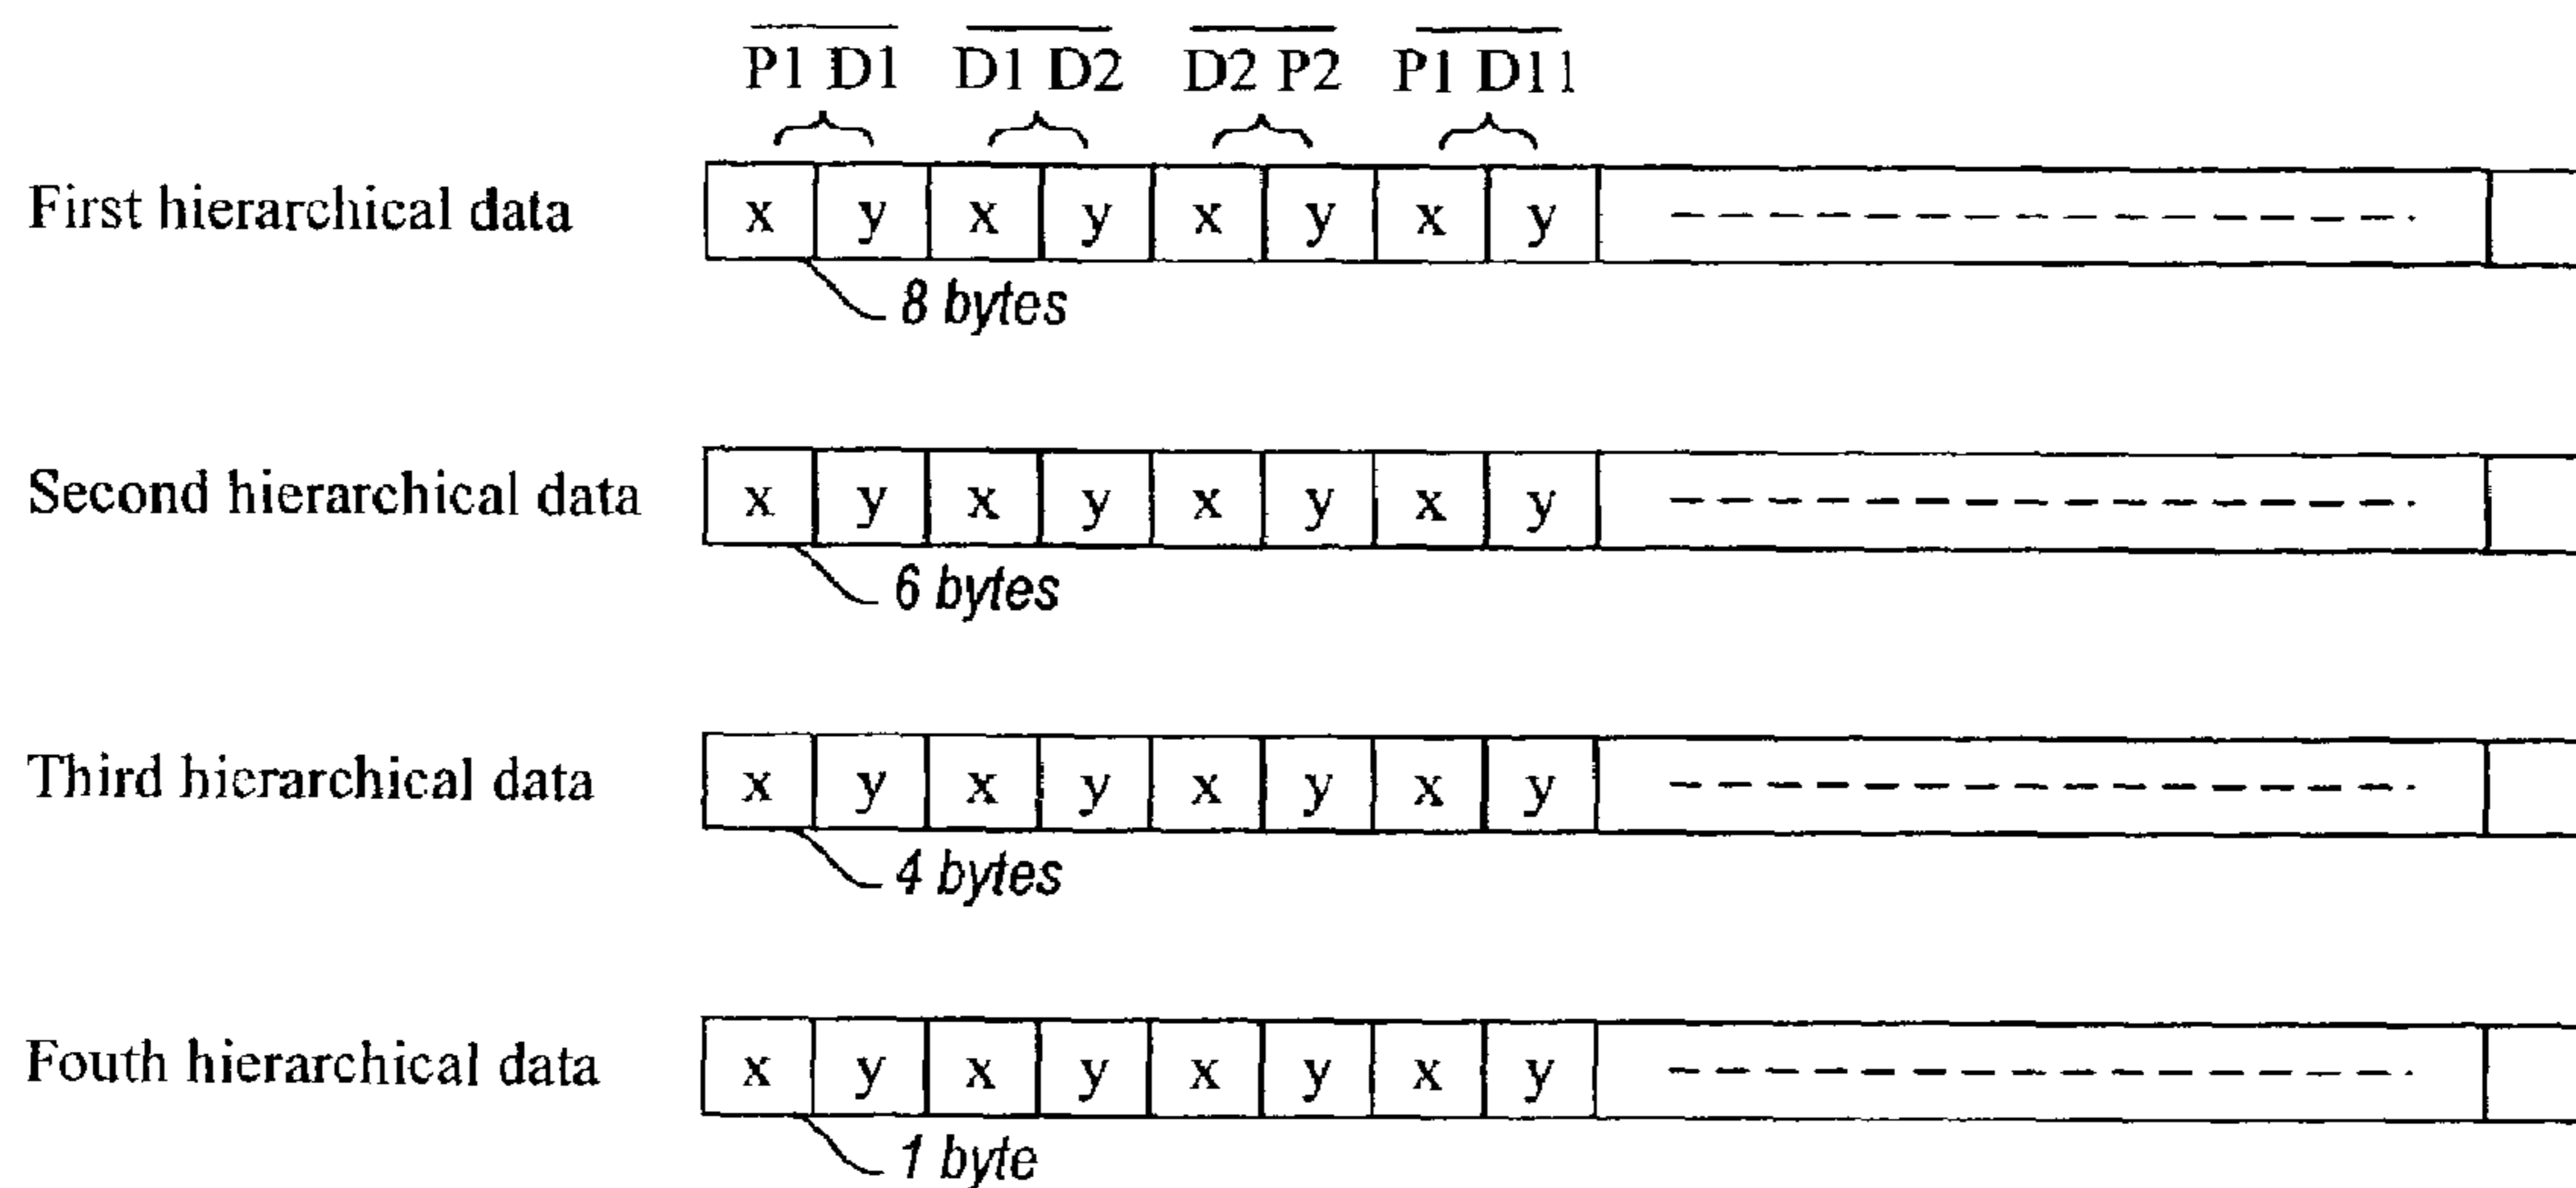 P1 D1 D1 D2 D2 P2 P1 D11
First hierarchical data x y x y x y x y
8 bytes
Second hierarchical data x y x y x y x y
6 bytes
Third hierarchical data x y x y x y x y
4 bytes
Fouth hierarchical data x y x y x y x y
1 byte